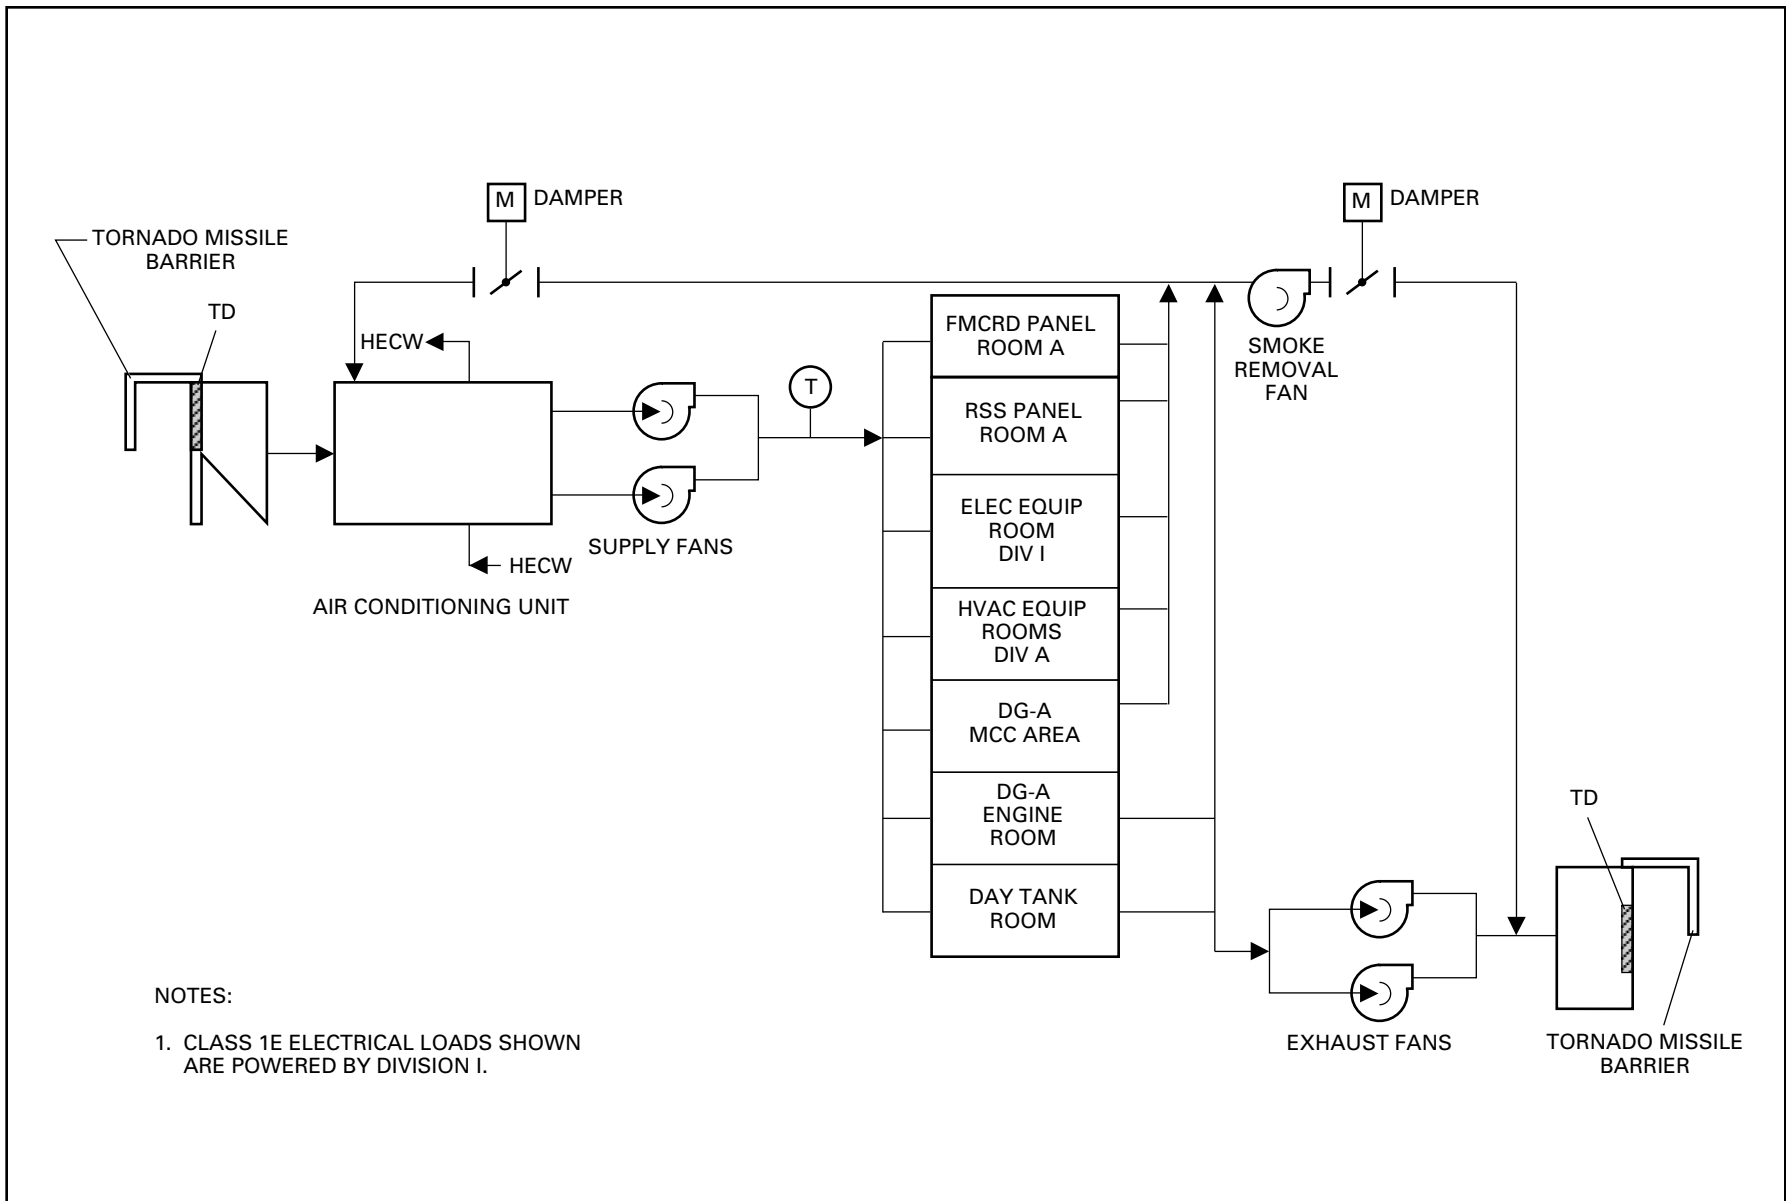 M DAMPER
M DAMPER
TORNADO MISSILE
BARRIER
TD
HECW
FMCRD PANEL
ROOM A
SMOKE
REMOVAL
FAN
T
RSS PANEL
ROOM A
ELEC EQUIP
ROOM
DIV I
SUPPLY FANS
HECW
AIR CONDITIONING UNIT
HVAC EQUIP
ROOMS
DIV A
DG-A
MCC AREA
DG-A
ENGINE
ROOM
TD
DAY TANK
ROOM
NOTES:
1. CLASS 1E ELECTRICAL LOADS SHOWN
ARE POWERED BY DIVISION I.
EXHAUST FANS
TORNADO MISSILE
BARRIER